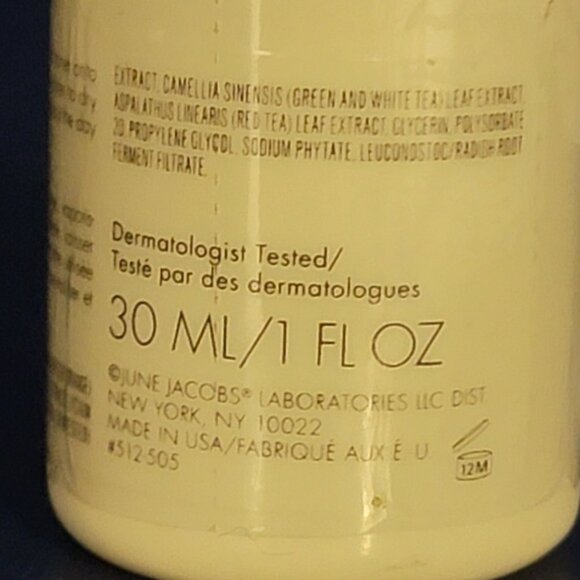 EXTRACT, CAMELLIA SINENSIS (GREEN AND WHITE TEA) LEAF EXTRACT,
ASPALATHUS LINEARIS (RED TEA) LEAF EXTRACT, GLYCERIN, POLYSORBATE
20, PROPYLENE GLYCOL, SODIUM PHYTATE, LEUCONOSTOC/RADISH ROOT
FERMENT FILTRATE.
Dermatologist Tested/
Testé par des dermatologues
30 ML/1 FL OZ
©JUNE JACOBS® LABORATORIES LLC DIST.
NEW YORK, NY 10022
MADE IN USA/FABRIQUÉ AUX É U
#512-505
12M